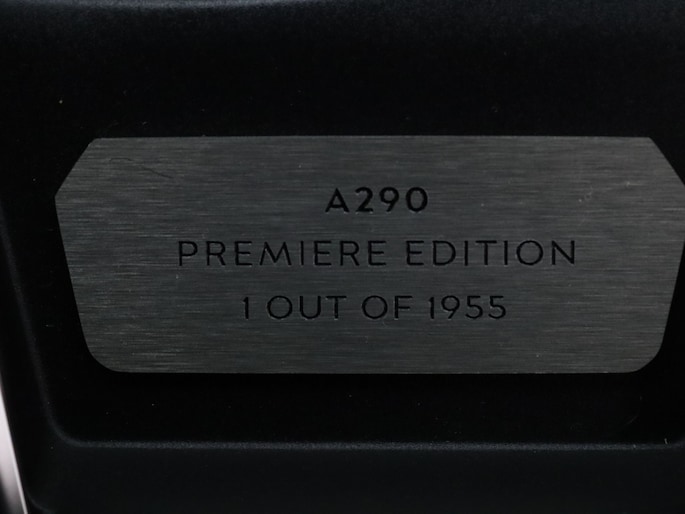 A290
PREMIERE EDITION
1 OUT OF 1955